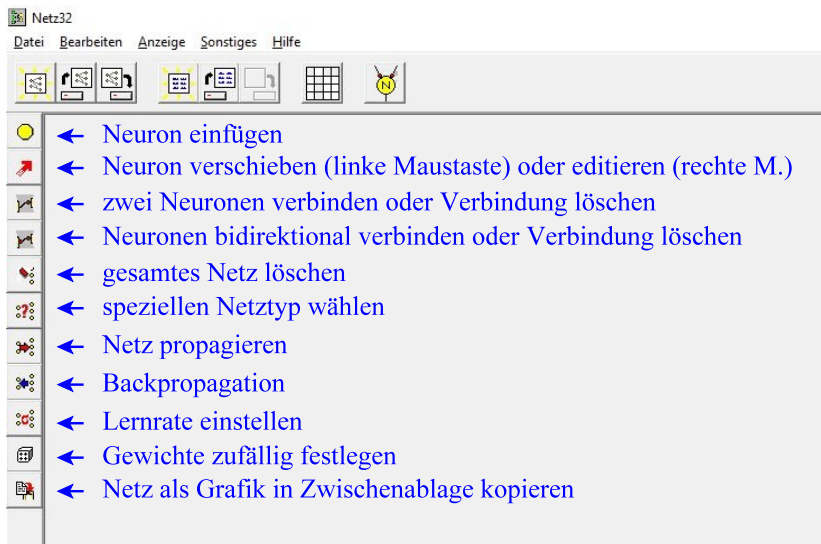 Netz32
Datei Bearbeiten Anzeige Sonstiges Hilfe
N
Neuron einfügen
Neuron verschieben (linke Maustaste) oder editieren (rechte M.)
zwei Neuronen verbinden oder Verbindung löschen
Neuronen bidirektional verbinden oder Verbindung löschen
gesamtes Netz löschen
? speziellen Netztyp wählen
Netz propagieren
Backpropagation
Lernrate einstellen
Gewichte zufällig festlegen
Netz als Grafik in Zwischenablage kopieren